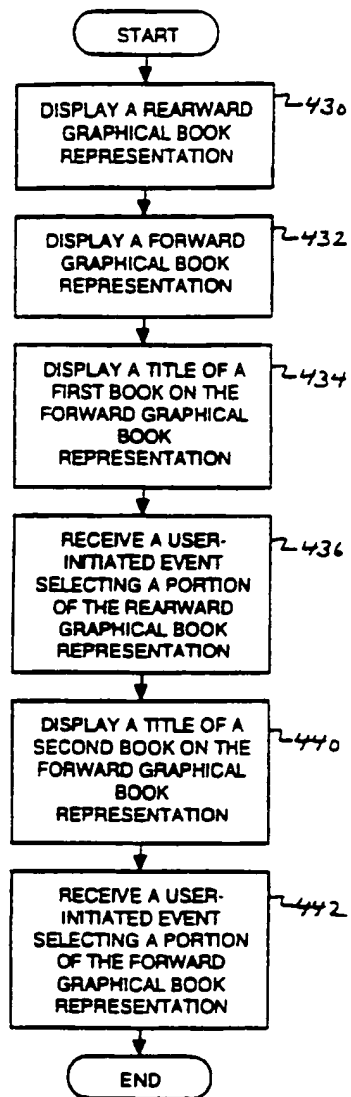 START
DISPLAY A REARWARD
GRAPHICAL BOOK
REPRESENTATION
430
DISPLAY A FORWARD
GRAPHICAL BOOK
REPRESENTATION
432
DISPLAY A TITLE OF A
FIRST BOOK ON THE
FORWARD GRAPHICAL
BOOK
REPRESENTATION
434
RECEIVE A USER-
INITIATED EVENT
SELECTING A PORTION
OF THE REARWARD
GRAPHICAL BOOK
REPRESENTATION
436
DISPLAY A TITLE OF A
SECOND BOOK ON THE
FORWARD GRAPHICAL
BOOK
REPRESENTATION
440
RECEIVE A USER-
INITIATED EVENT
SELECTING A PORTION
OF THE FORWARD
GRAPHICAL BOOK
REPRESENTATION
442
END